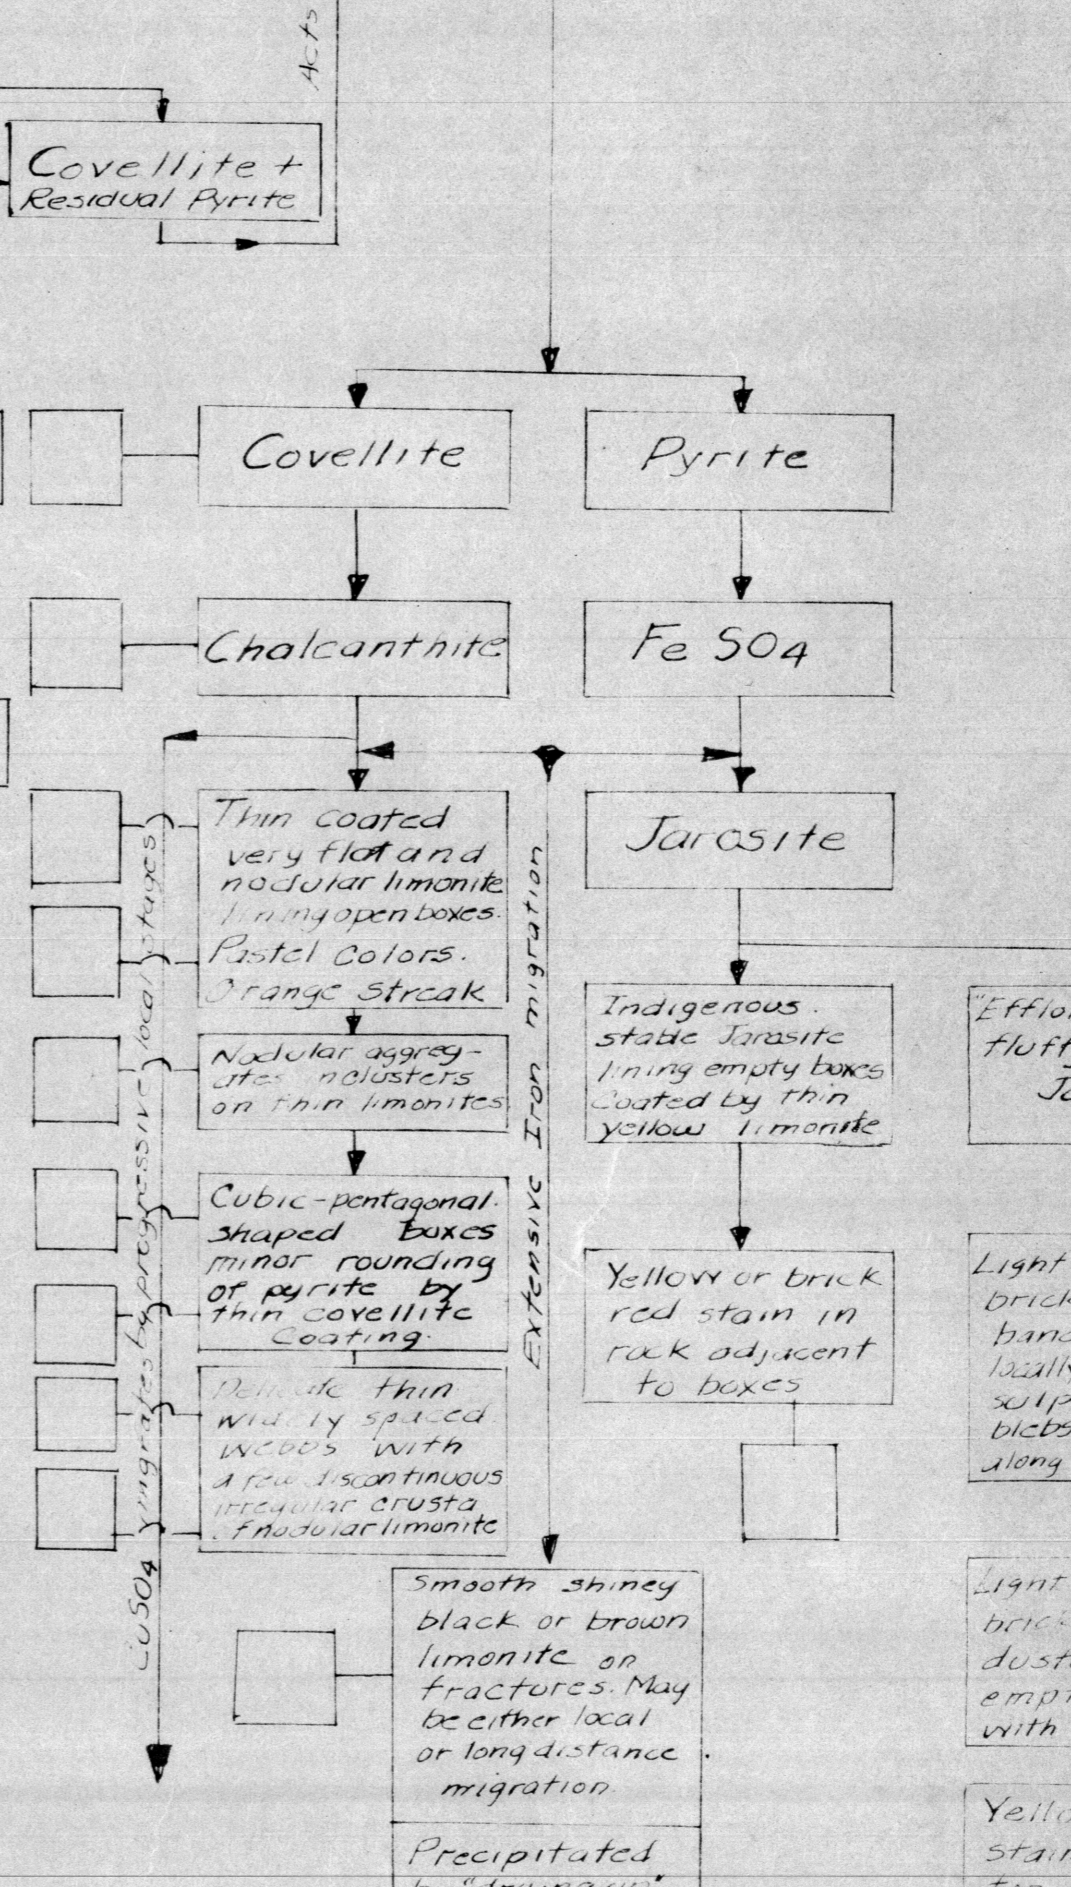 Acts
Covellite +
Residual Pyrite
Covellite
Pyrite
Chalcanthite
Fe SO4
Thin coated
very flat and
nodular limonite
lining open boxes.
Pastel Colors.
Orange Streak
Jarosite
Nodular aggreg-
ates in clusters
on thin limonites
Indigenous.
stable Jarosite
lining empty boxes
Coated by thin
yellow limonite
"Efflo
fluff
Ja
Cubic-pentagonal.
shaped boxes
minor rounding
of pyrite by
thin covellite
Coating.
Yellow or brick
red stain in
rock adjacent
to boxes
Delicate thin
widely spaced
webbs with
a few discontinuous
irregular crusta
of nodular limonite
Extensive Iron migration
CuSO4 migrates by progressive local stages
Light
brick
band
locally
sulp
blebs
along
Smooth shiney
black or brown
limonite on
fractures. May
be either local
or long distance.
migration.
Light
brick
dust
empt
with
Precipitated
"drying up"
Yello
stain